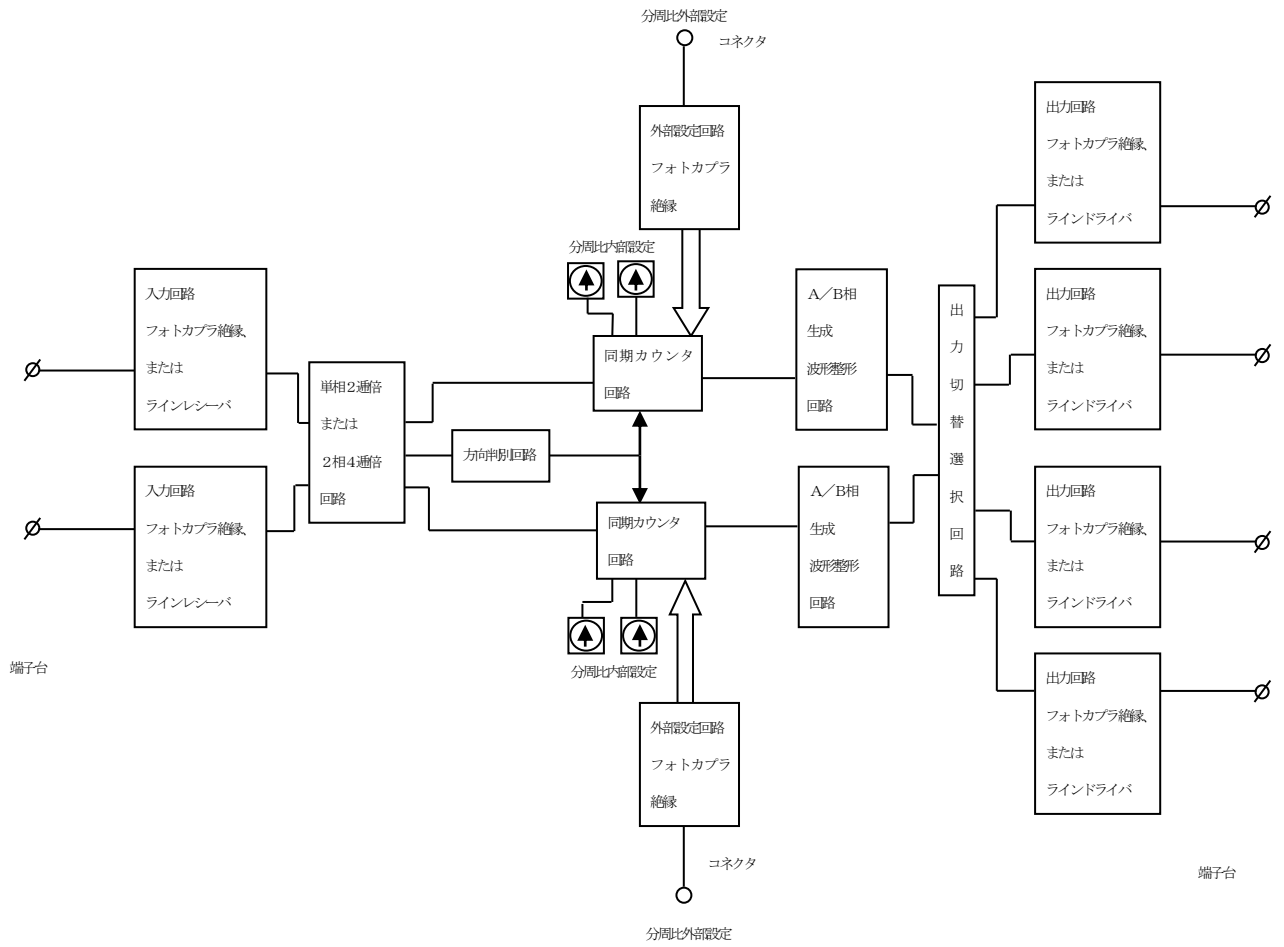 分周比外部設定
コネクタ
外部設定回路
フォトカプラ
絶縁
分周比内部設定
入力回路
フォトカプラ絶縁、
または
ラインレシーバ
入力回路
フォトカプラ絶縁、
または
ラインレシーバ
端子台
単相２逓倍
または
２相４逓倍
回路
方向判別回路
同期カウンタ
回路
同期カウンタ
回路
分周比内部設定
外部設定回路
フォトカプラ
絶縁
コネクタ
分周比外部設定
Ａ／Ｂ相
生成
波形整形
回路
Ａ／Ｂ相
生成
波形整形
回路
出力切替選択回路
出力回路
フォトカプラ絶縁、
または
ラインドライバ
出力回路
フォトカプラ絶縁、
または
ラインドライバ
出力回路
フォトカプラ絶縁、
または
ラインドライバ
出力回路
フォトカプラ絶縁、
または
ラインドライバ
端子台